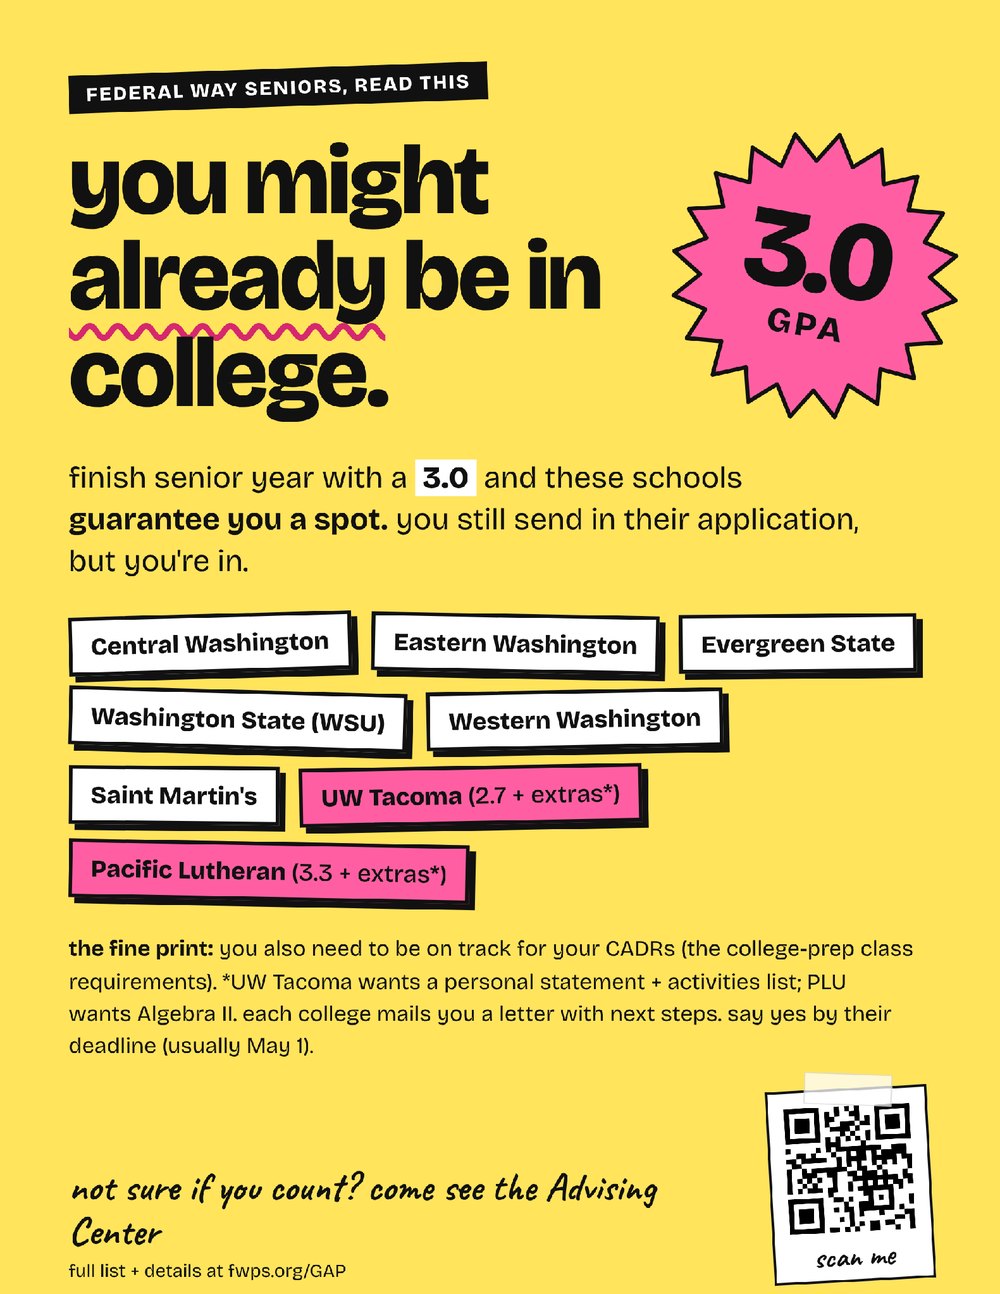 FEDERAL WAY SENIORS, READ THIS
you might
already be in
college.
3.0
GPA
finish senior year with a 3.0 and these schools
guarantee you a spot. you still send in their application,
but you're in.
Central Washington
Eastern Washington
Evergreen State
Washington State (WSU)
Western Washington
Saint Martin's
UW Tacoma (2.7 + extras*)
Pacific Lutheran (3.3 + extras*)
the fine print: you also need to be on track for your CADRs (the college-prep class
requirements). *UW Tacoma wants a personal statement + activities list; PLU
wants Algebra II. each college mails you a letter with next steps. say yes by their
deadline (usually May 1).
not sure if you count? come see the Advising
Center
full list + details at fwps.org/GAP
scan me